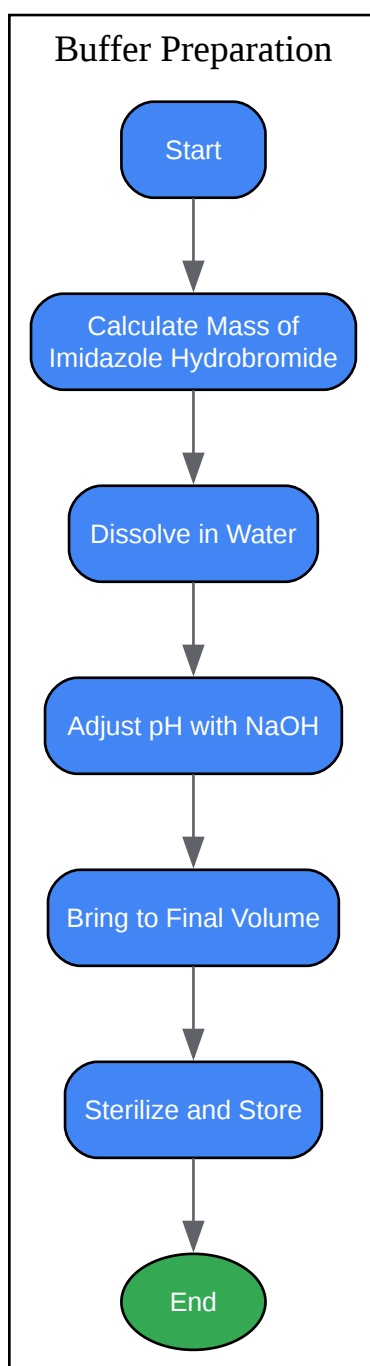 Buffer Preparation
Start
Calculate Mass of
Imidazole Hydrobromide
Dissolve in Water
Adjust pH with NaOH
Bring to Final Volume
Sterilize and Store
End